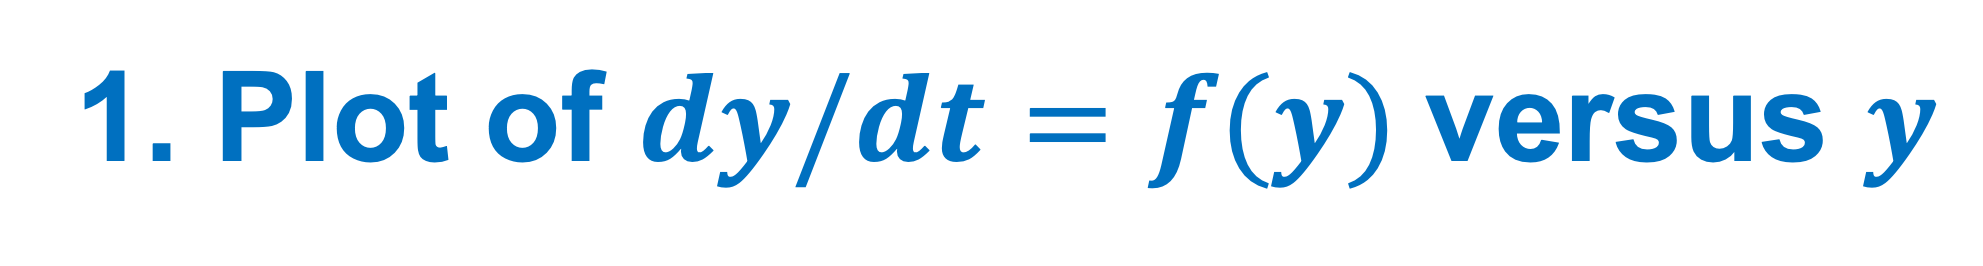 1. Plot of dy/dt = f(y) versus y